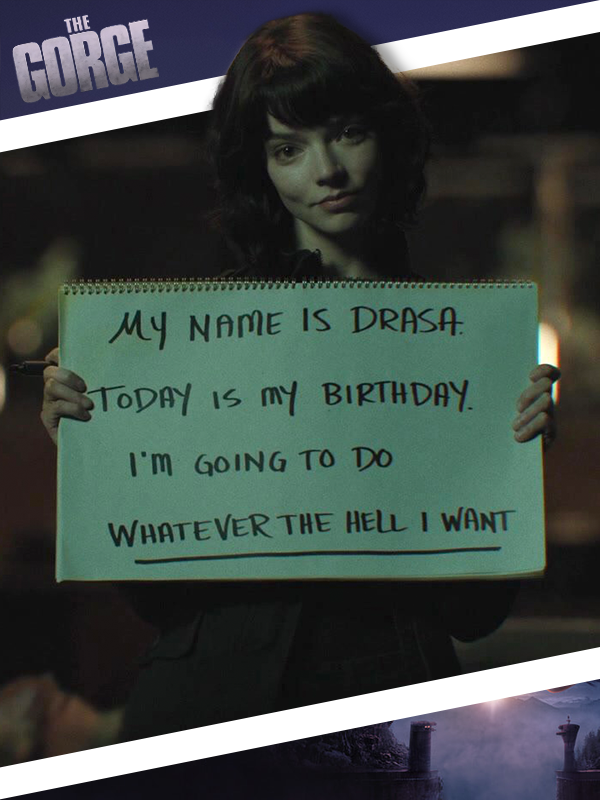 THE
GORGE
MY NAME IS DRASA.
TODAY IS MY BIRTHDAY.
I'M GOING TO DO
WHATEVER THE HELL I WANT